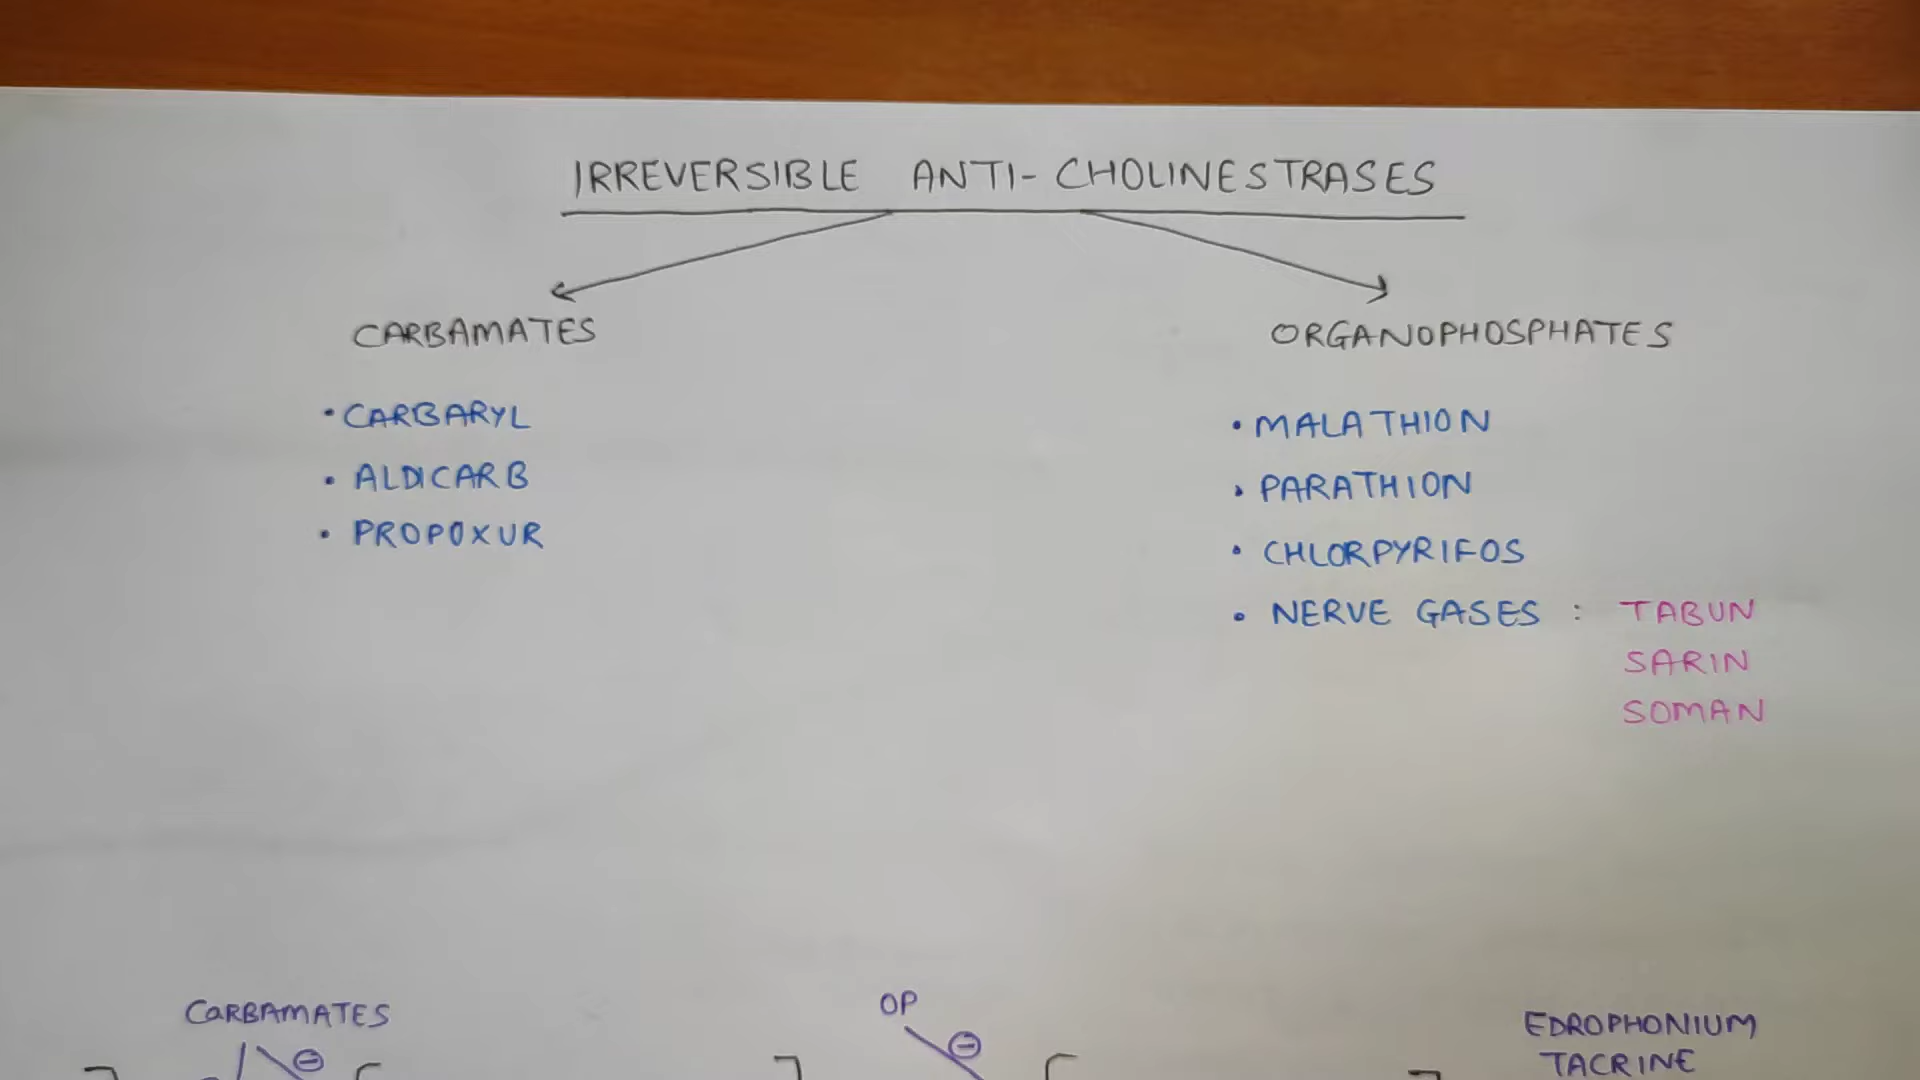 IRREVERSIBLE ANTI-CHOLINESTRASES
CARBAMATES
• CARBARYL
• ALDICARB
• PROPOXUR
ORGANOPHOSPHATES
• MALATHION
• PARATHION
• CHLORPYRIFOS
• NERVE GASES : TABUN
SARIN
SOMAN
CARBAMATES
OP
EDROPHONIUM
TACRINE